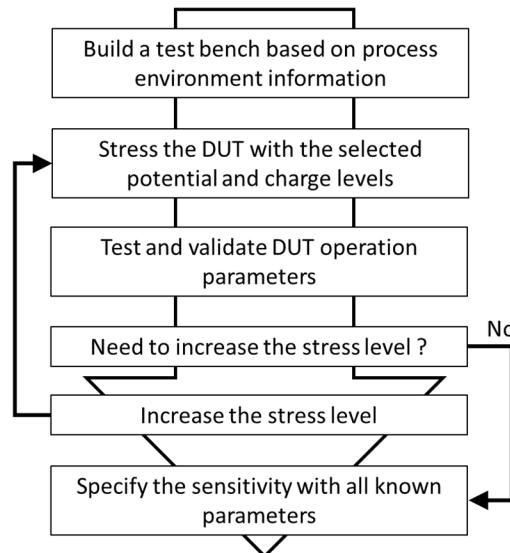 Build a test bench based on process
environment information
Stress the DUT with the selected
potential and charge levels
Test and validate DUT operation
parameters
Need to increase the stress level ?
No
Increase the stress level
Specify the sensitivity with all known
parameters